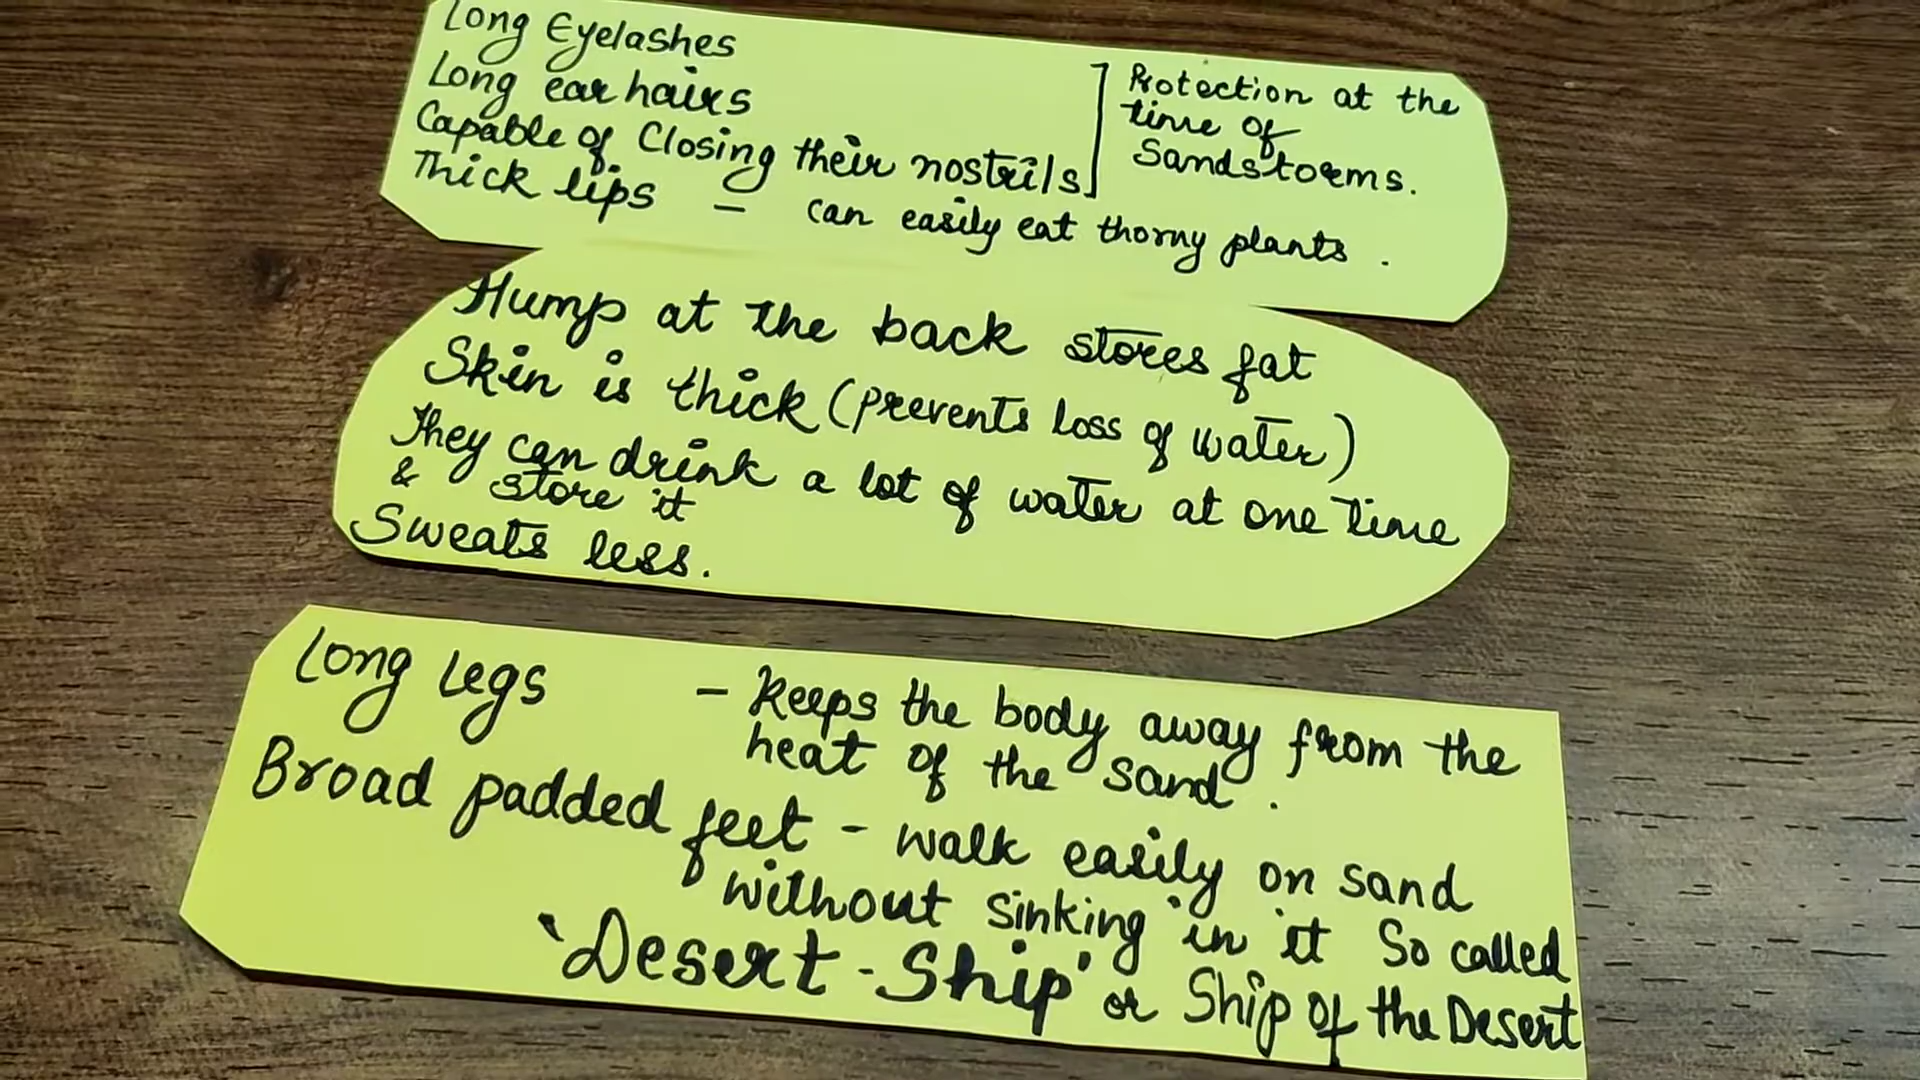 Long Eyelashes
Long ear hairs
Capable of Closing their nostrils
Protection at the
time of
Sandstorms.
Thick lips - can easily eat thorny plants.
Hump at the back stores fat
Skin is thick (prevents loss of water)
They can drink a lot of water at one time
& store it
Sweats less.
Long Legs - keeps the body away from the
heat of the sand.
Broad padded feet - walk easily on sand
without sinking in it So called
'Desert-Ship' or Ship of the Desert